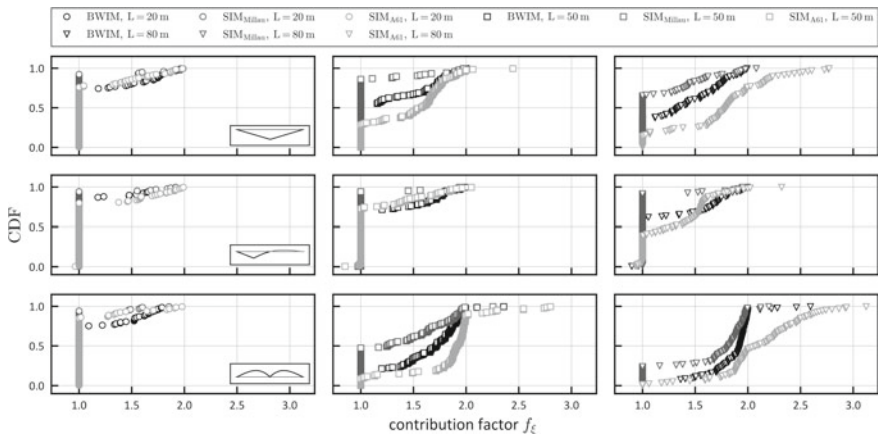 BWIM, L = 20 m SIM_Millau, L = 20 m SIM_A61, L = 20 m BWIM, L = 50 m SIM_Millau, L = 50 m SIM_A61, L = 50 m
BWIM, L = 80 m SIM_Millau, L = 80 m SIM_A61, L = 80 m
1.0
0.5
0.0
CDF
1.0
0.5
0.0
1.0
0.5
0.0
1.0 1.5 2.0 2.5 3.0 1.0 1.5 2.0 2.5 3.0 1.0 1.5 2.0 2.5 3.0
contribution factor f_ξ